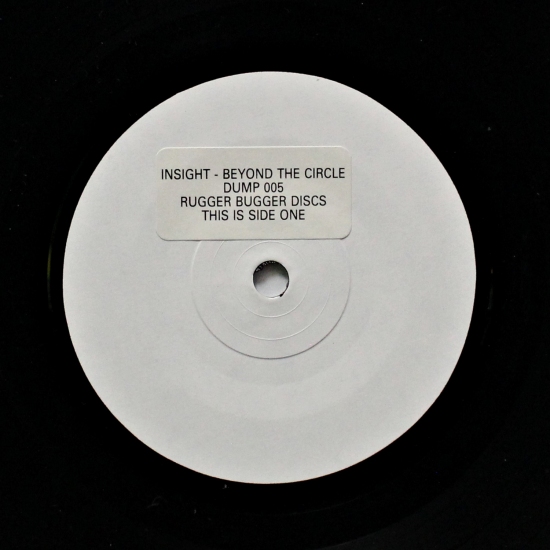 INSIGHT - BEYOND THE CIRCLE
DUMP 005
RUGGER BUGGER DISCS
THIS IS SIDE ONE